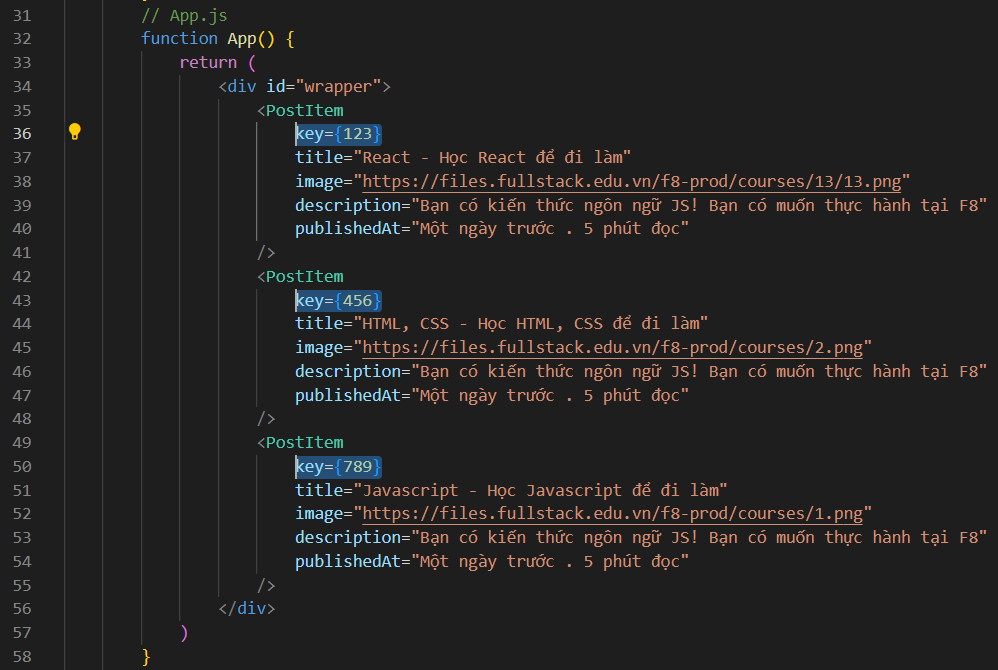 31 // App.js
32 function App() {
33 return (
34 <div id="wrapper">
35 <PostItem
36 key={123}
37 title="React - Học React để đi làm"
38 image="https://files.fullstack.edu.vn/f8-prod/courses/13/13.png"
39 description="Bạn có kiến thức ngôn ngữ JS! Bạn có muốn thực hành tại F8"
40 publishedAt="Một ngày trước . 5 phút đọc"
41 />
42 <PostItem
43 key={456}
44 title="HTML, CSS - Học HTML, CSS để đi làm"
45 image="https://files.fullstack.edu.vn/f8-prod/courses/2.png"
46 description="Bạn có kiến thức ngôn ngữ JS! Bạn có muốn thực hành tại F8"
47 publishedAt="Một ngày trước . 5 phút đọc"
48 />
49 <PostItem
50 key={789}
51 title="Javascript - Học Javascript để đi làm"
52 image="https://files.fullstack.edu.vn/f8-prod/courses/1.png"
53 description="Bạn có kiến thức ngôn ngữ JS! Bạn có muốn thực hành tại F8"
54 publishedAt="Một ngày trước . 5 phút đọc"
55 />
56 </div>
57 )
58 }